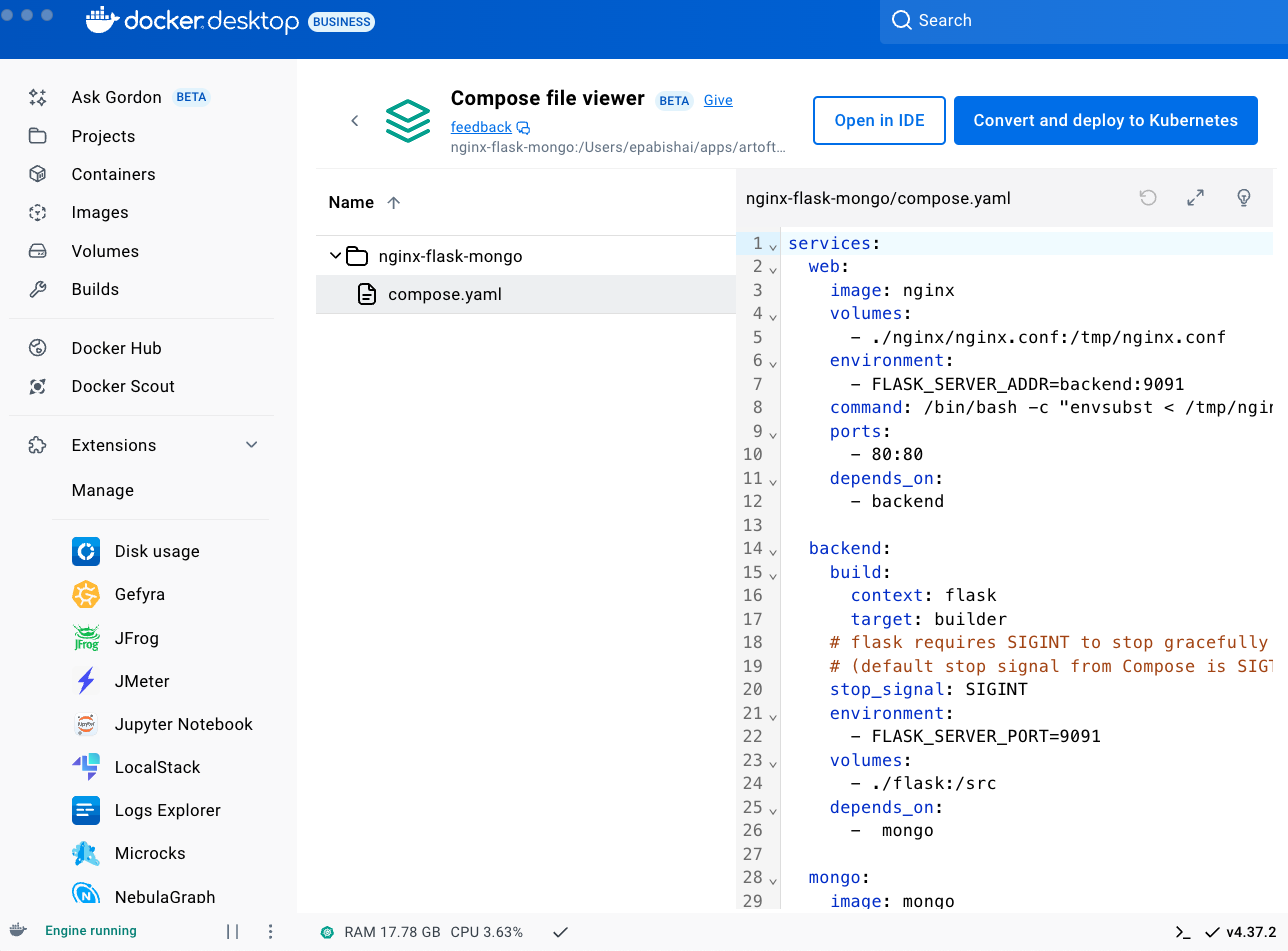 docker.desktop BUSINESS
Search
Ask Gordon BETA
Projects
Containers
Images
Volumes
Builds
Docker Hub
Docker Scout
Extensions
Manage
Disk usage
Gefyra
JFrog
JFrog
JMeter
Jupyter Notebook
LocalStack
Logs Explorer
Microcks
NebulaGraph
Compose file viewer BETA Give
feedback
nginx-flask-mongo:/Users/epabishai/apps/artoft…
Open in IDE
Convert and deploy to Kubernetes
Name
nginx-flask-mongo
compose.yaml
nginx-flask-mongo/compose.yaml
1 services:
2 web:
3 image: nginx
4 volumes:
5 - ./nginx/nginx.conf:/tmp/nginx.conf
6 environment:
7 - FLASK_SERVER_ADDR=backend:9091
8 command: /bin/bash -c "envsubst < /tmp/ngin
9 ports:
10 - 80:80
11 depends_on:
12 - backend
13
14 backend:
15 build:
16 context: flask
17 target: builder
18 # flask requires SIGINT to stop gracefully
19 # (default stop signal from Compose is SIGT
20 stop_signal: SIGINT
21 environment:
22 - FLASK_SERVER_PORT=9091
23 volumes:
24 - ./flask:/src
25 depends_on:
26 - mongo
27
28 mongo:
29 image: mongo
Engine running
RAM 17.78 GB CPU 3.63%
v4.37.2